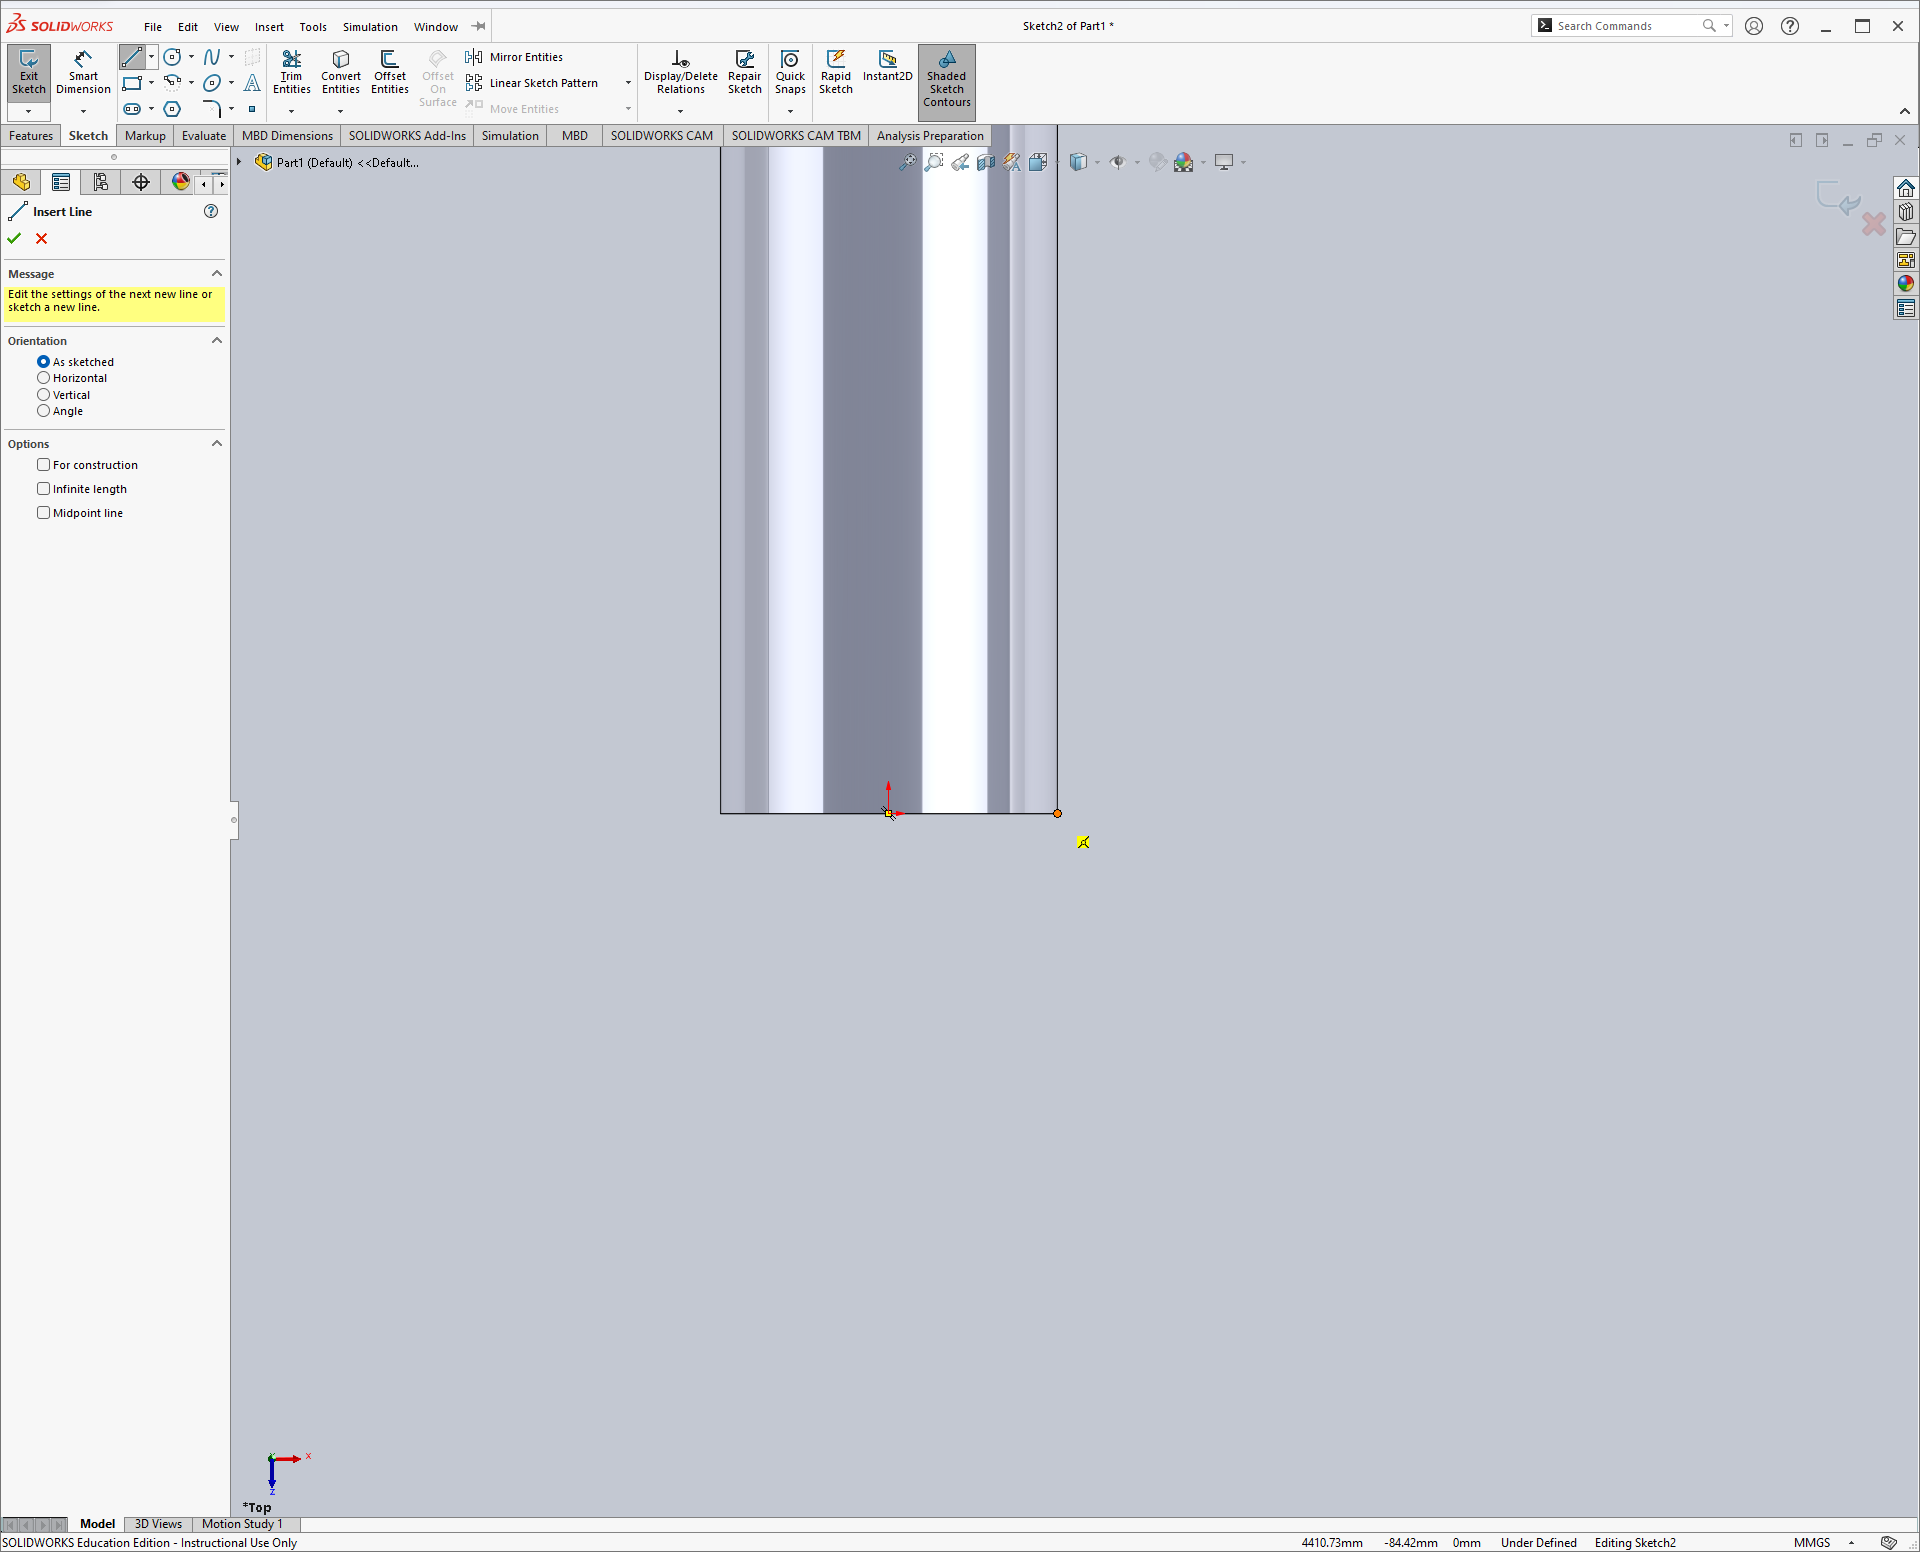 SOLIDWORKS
File Edit View Insert Tools Simulation Window
Sketch2 of Part1 *
Search Commands
Exit Sketch
Smart Dimension
Trim Entities
Convert Entities
Offset Entities
Offset On Surface
Mirror Entities
Linear Sketch Pattern
Move Entities
Display/Delete Relations
Repair Sketch
Quick Snaps
Rapid Sketch
Instant2D
Shaded Sketch Contours
Features Sketch Markup Evaluate MBD Dimensions SOLIDWORKS Add-Ins Simulation MBD SOLIDWORKS CAM SOLIDWORKS CAM TBM Analysis Preparation
Part1 (Default) <<Default...
Insert Line
Message
Edit the settings of the next new line or
sketch a new line.
Orientation
As sketched
Horizontal
Vertical
Angle
Options
For construction
Infinite length
Midpoint line
x
z
*Top
Model 3D Views Motion Study 1
SOLIDWORKS Education Edition - Instructional Use Only
4410.73mm -84.42mm 0mm Under Defined Editing Sketch2 MMGS